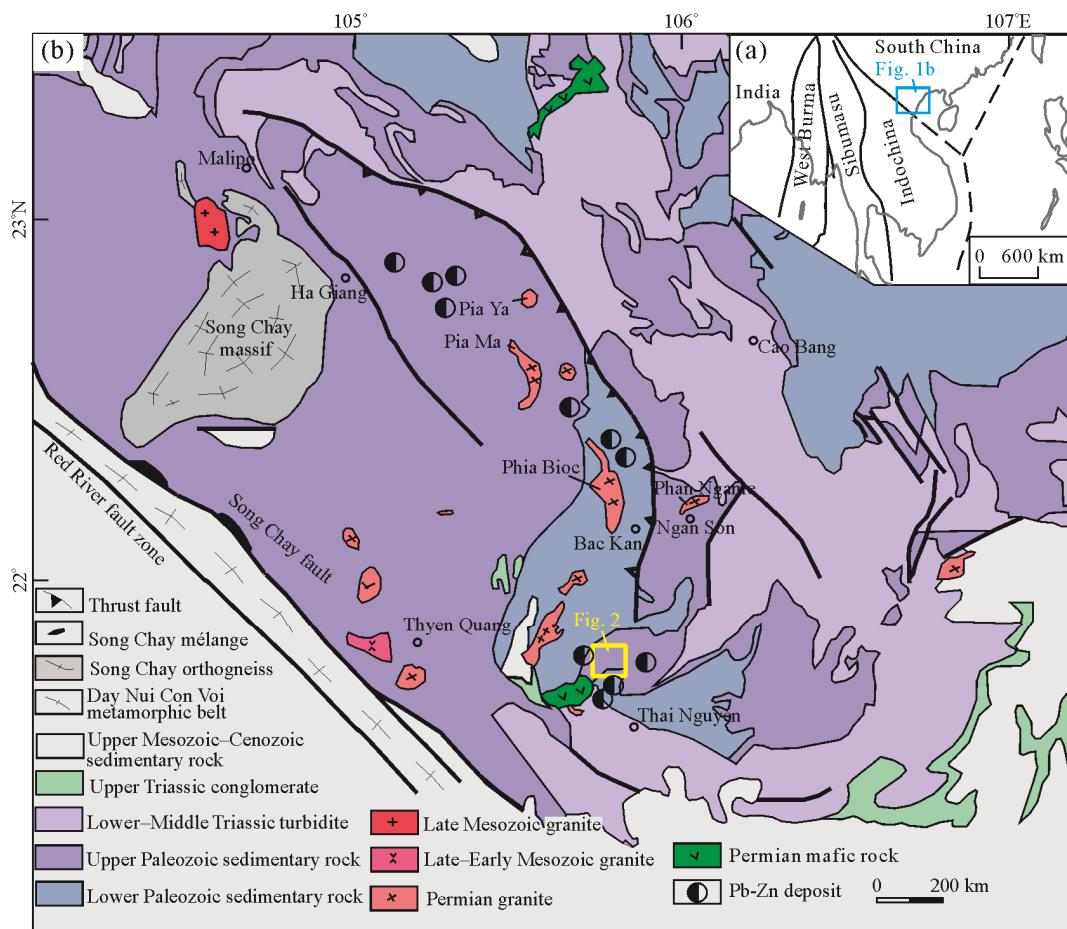 105°
106°
107°E
(b)
(a)
South China
Fig. 1b
India
West Burma
Sibumasu
Indochina
0 600 km
Malipo
23°N
Ha Giang
Pia Ya
Song Chay
massif
Pia Ma
Cao Bang
Red River fault
zone
Song Chay fault
Phia Bioc
Phan Ngame
Ngan Son
Bac Kan
22°
Fig. 2
Thyen Quang
Thai Nguyen
Thrust fault
Song Chay mélange
Song Chay orthogneiss
Day Nui Con Voi
metamorphic belt
Upper Mesozoic–Cenozoic
sedimentary rock
Upper Triassic conglomerate
Lower–Middle Triassic turbidite
Upper Paleozoic sedimentary rock
Lower Paleozoic sedimentary rock
Late Mesozoic granite
Late–Early Mesozoic granite
Permian granite
Permian mafic rock
Pb-Zn deposit
0 200 km